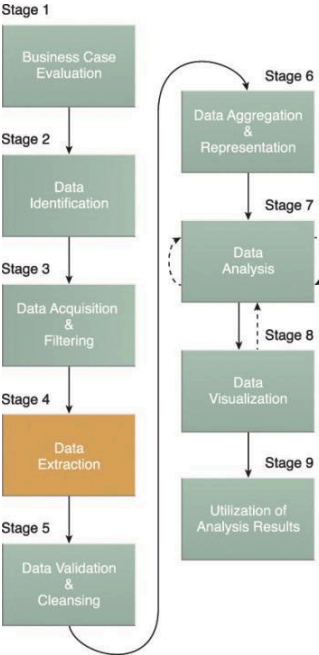 Stage 1
Business Case
Evaluation
Stage 2
Data
Identification
Stage 3
Data Acquisition
&
Filtering
Stage 4
Data
Extraction
Stage 5
Data Validation
&
Cleansing
Stage 6
Data Aggregation
&
Representation
Stage 7
Data
Analysis
Stage 8
Data
Visualization
Stage 9
Utilization of
Analysis Results